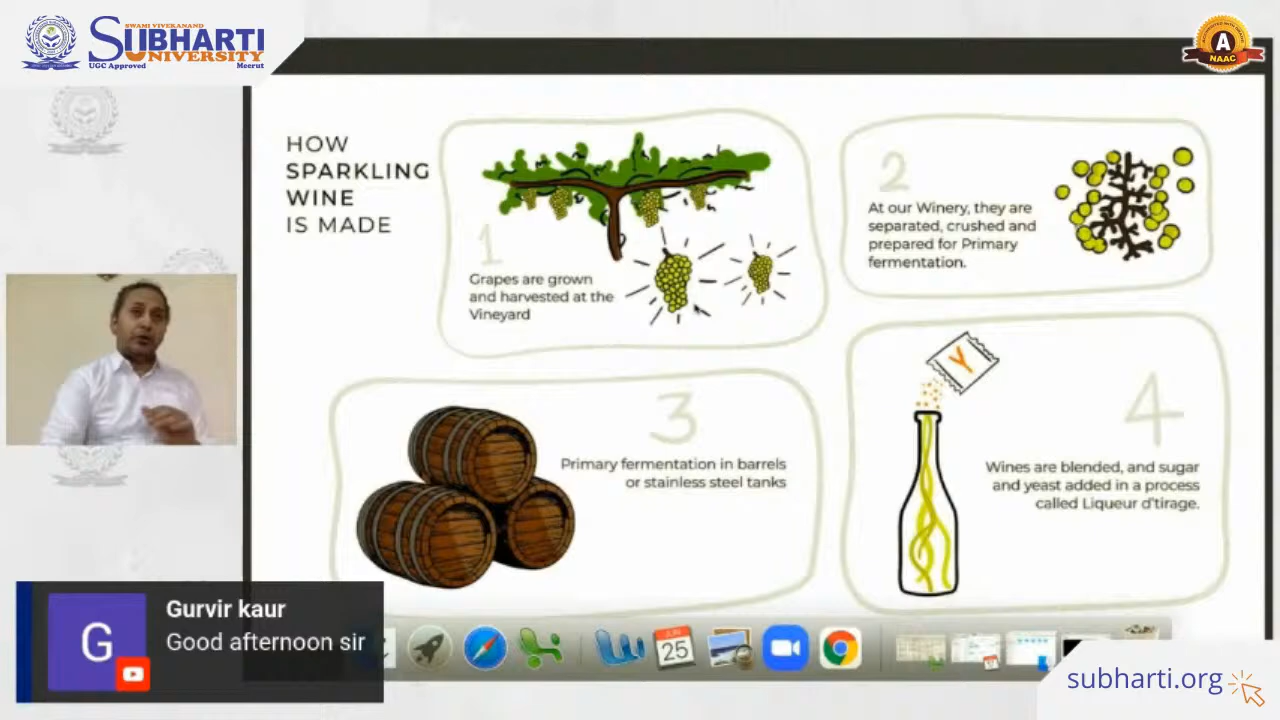 SWAMI VIVEKANAND
SUBHARTI
UNIVERSITY
UGC Approved Meerut
A
NAAC
HOW
SPARKLING
WINE
IS MADE
1
Grapes are grown
and harvested at the
Vineyard
2
At our Winery, they are
separated, crushed and
prepared for Primary
fermentation.
3
Primary fermentation in barrels
or stainless steel tanks
Y
4
Wines are blended, and sugar
and yeast added in a process
called Liqueur d'tirage.
G
Gurvir kaur
Good afternoon sir
JUN
25
subharti.org